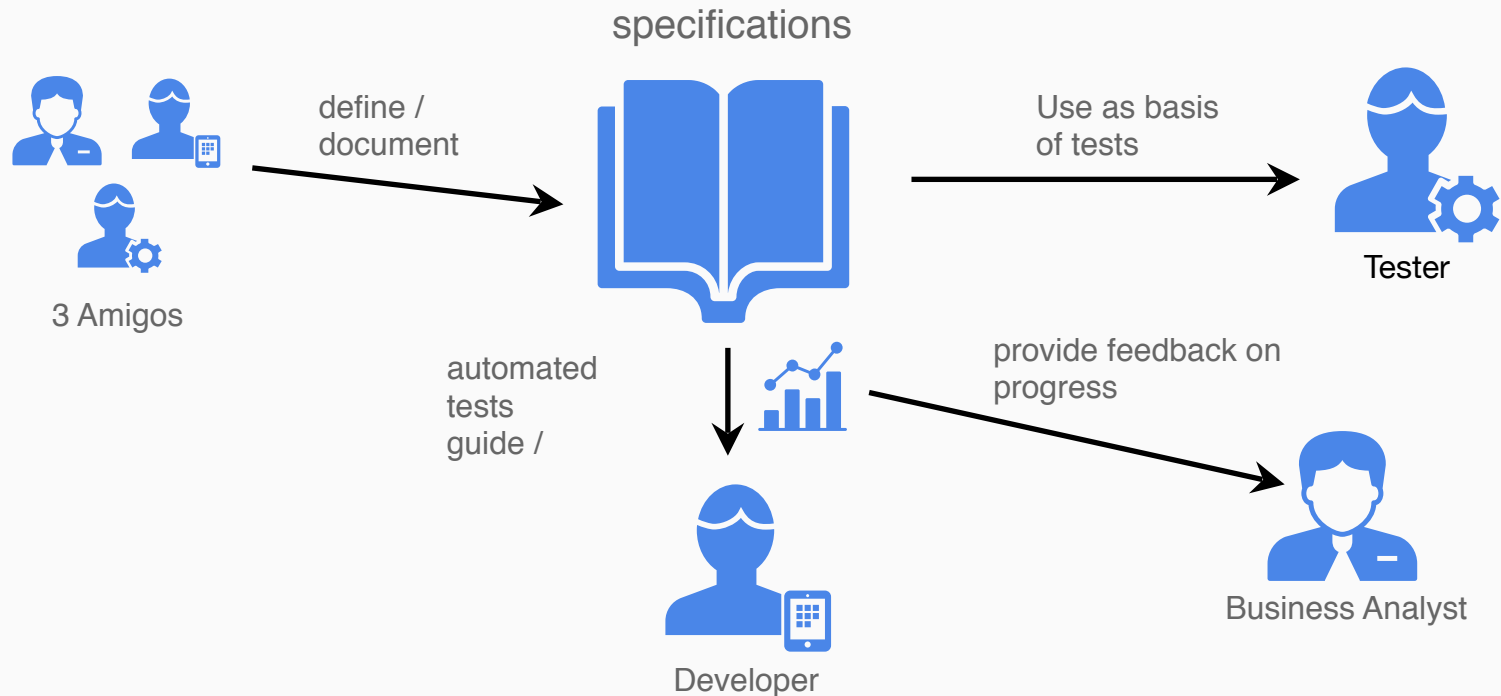 specifications
define /
document
Use as basis
of tests
Tester
3 Amigos
automated
tests
guide /
provide feedback on
progress
Business Analyst
Developer